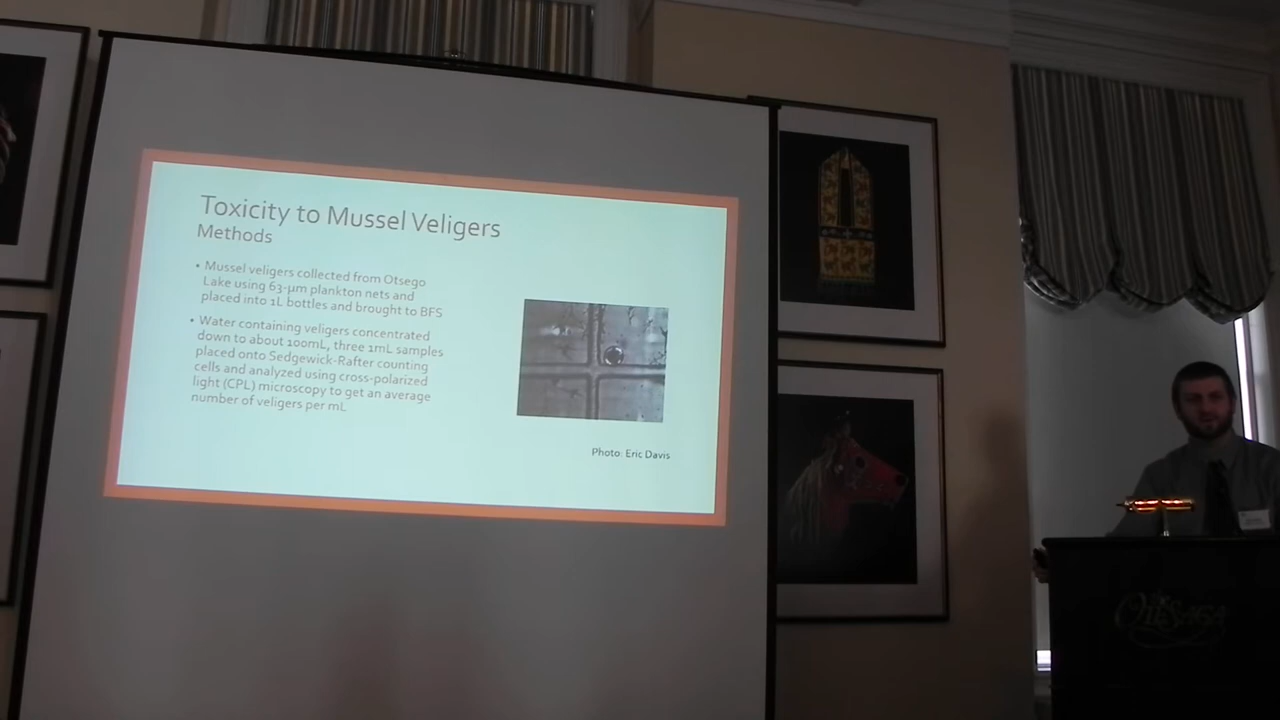 Toxicity to Mussel Veligers
Methods
• Mussel veligers collected from Otsego
Lake using 63-µm plankton nets and
placed into 1L bottles and brought to BFS
• Water containing veligers concentrated
down to about 100mL, three 1mL samples
placed onto Sedgewick-Rafter counting
cells and analyzed using cross-polarized
light (CPL) microscopy to get an average
number of veligers per mL
Photo: Eric Davis
OTESAGA